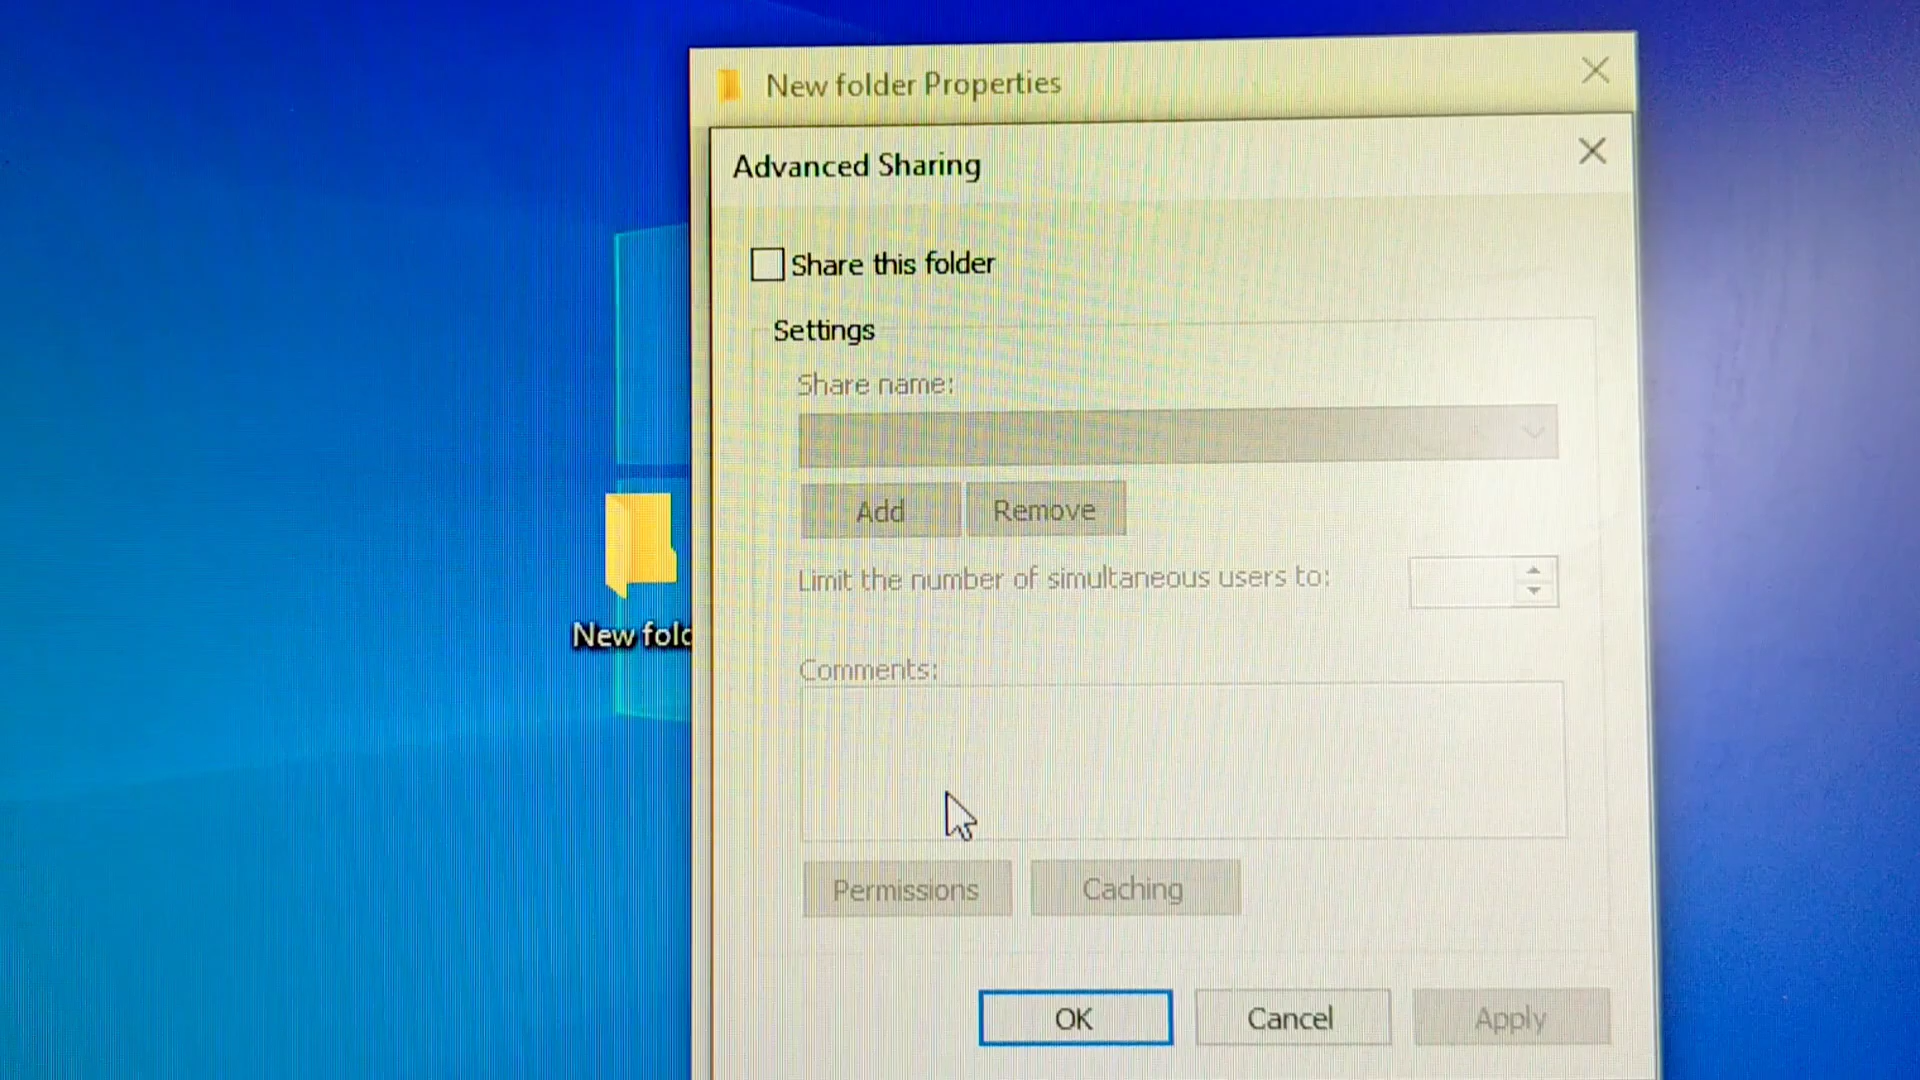 New folder Properties
Advanced Sharing
Share this folder
Settings
Share name:
Add Remove
Limit the number of simultaneous users to:
New fold
Comments:
Permissions Caching
OK Cancel Apply